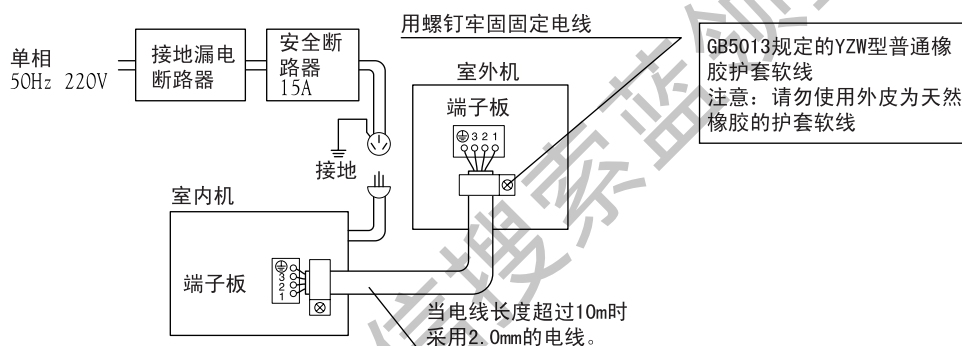 用螺钉牢固固定电线
单相
50Hz 220V
接地漏电
断路器
安全断
路器
15A
室外机
端子板
3 2 1
GB5013规定的YZW型普通橡
胶护套软线
注意：请勿使用外皮为天然
橡胶的护套软线
接地
室内机
端子板
3
2
1
当电线长度超过10m时
采用2.0mm的电线。
信搜索蓝领